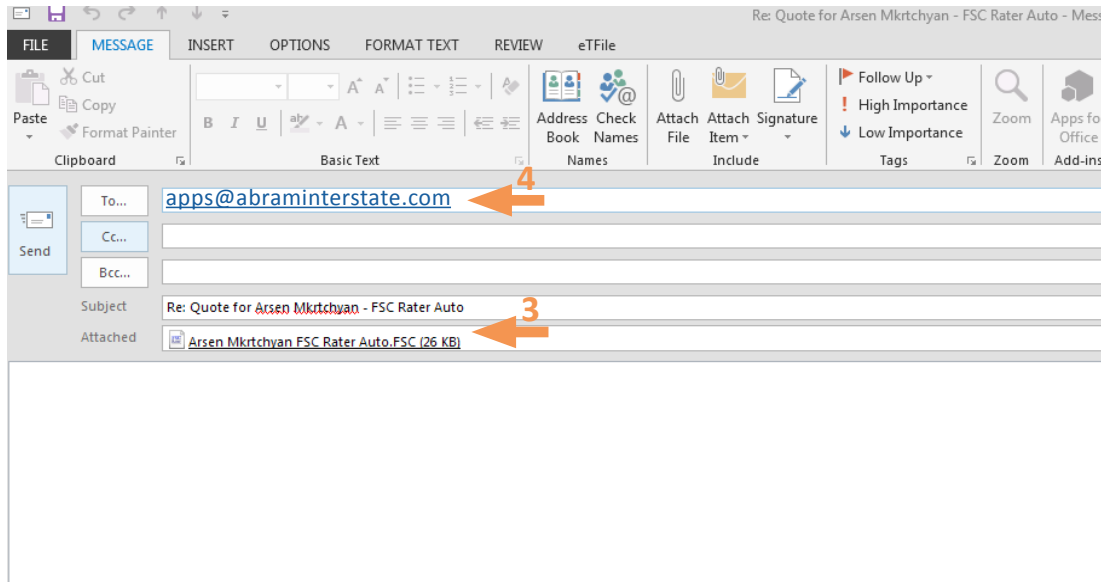 Re: Quote for Arsen Mkrtchyan - FSC Rater Auto - Mess
FILE MESSAGE INSERT OPTIONS FORMAT TEXT REVIEW eTFile
Paste
Cut
Copy
Format Painter
Clipboard
B I U aby A
A A
Basic Text
Address Book
Check Names
Names
Attach File
Attach Item
Signature
Include
Follow Up
High Importance
Low Importance
Tags
Zoom
Zoom
Apps fo
Office
Add-ins
Send
To... apps@abraminterstate.com 4
Cc...
Bcc...
Subject Re: Quote for Arsen Mkrtchyan - FSC Rater Auto 3
Attached Arsen Mkrtchyan FSC Rater Auto.FSC (26 KB)